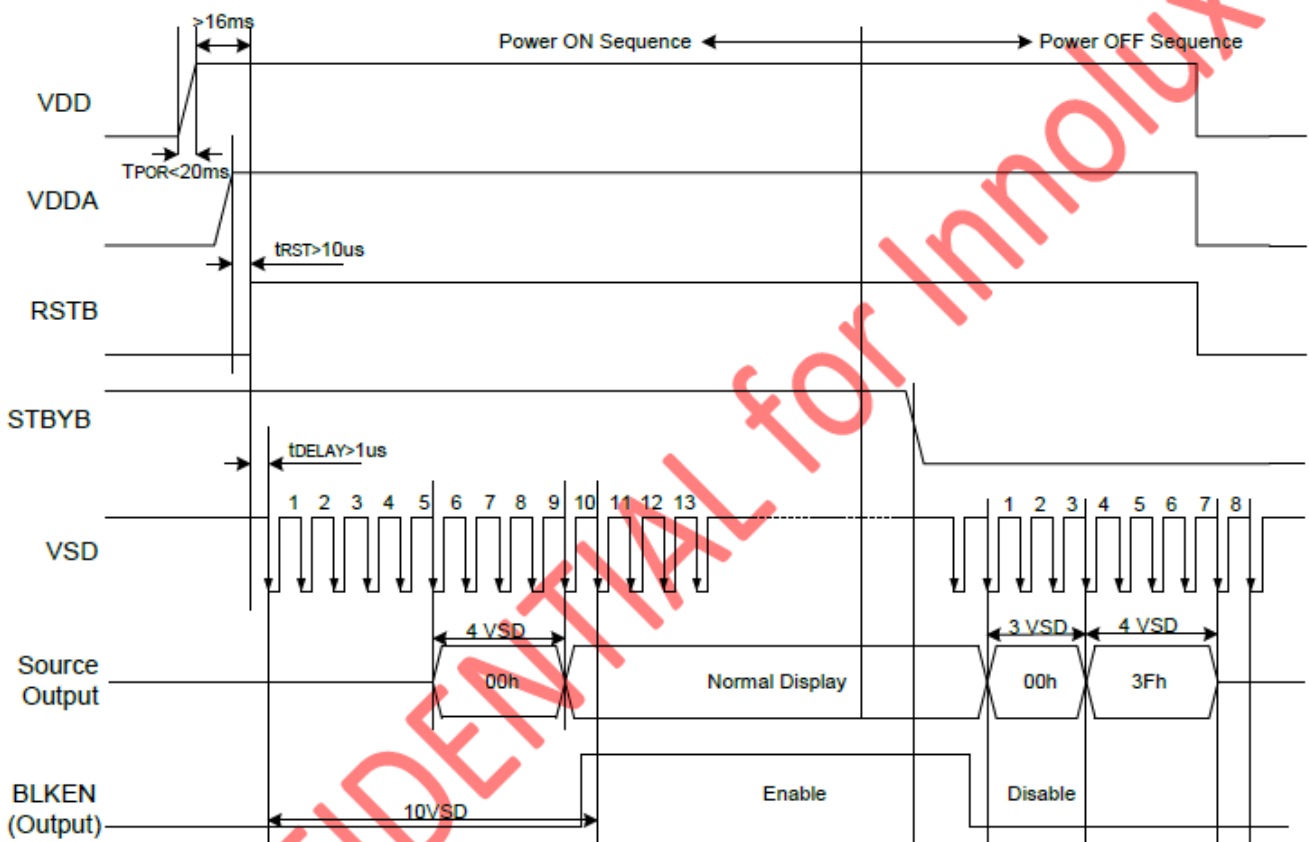 >16ms
Power ON Sequence
Power OFF Sequence
VDD
TPOR<20ms
VDDA
tRST>10us
RSTB
STBYB
tDELAY>1us
1 2 3 4 5 6 7 8 9 10 11 12 13
1 2 3 4 5 6 7 8
VSD
4 VSD
3 VSD
4 VSD
Source
Output
00h
Normal Display
00h
3Fh
BLKEN
(Output)
10VSD
Enable
Disable
FIDENTIAL for Innolux